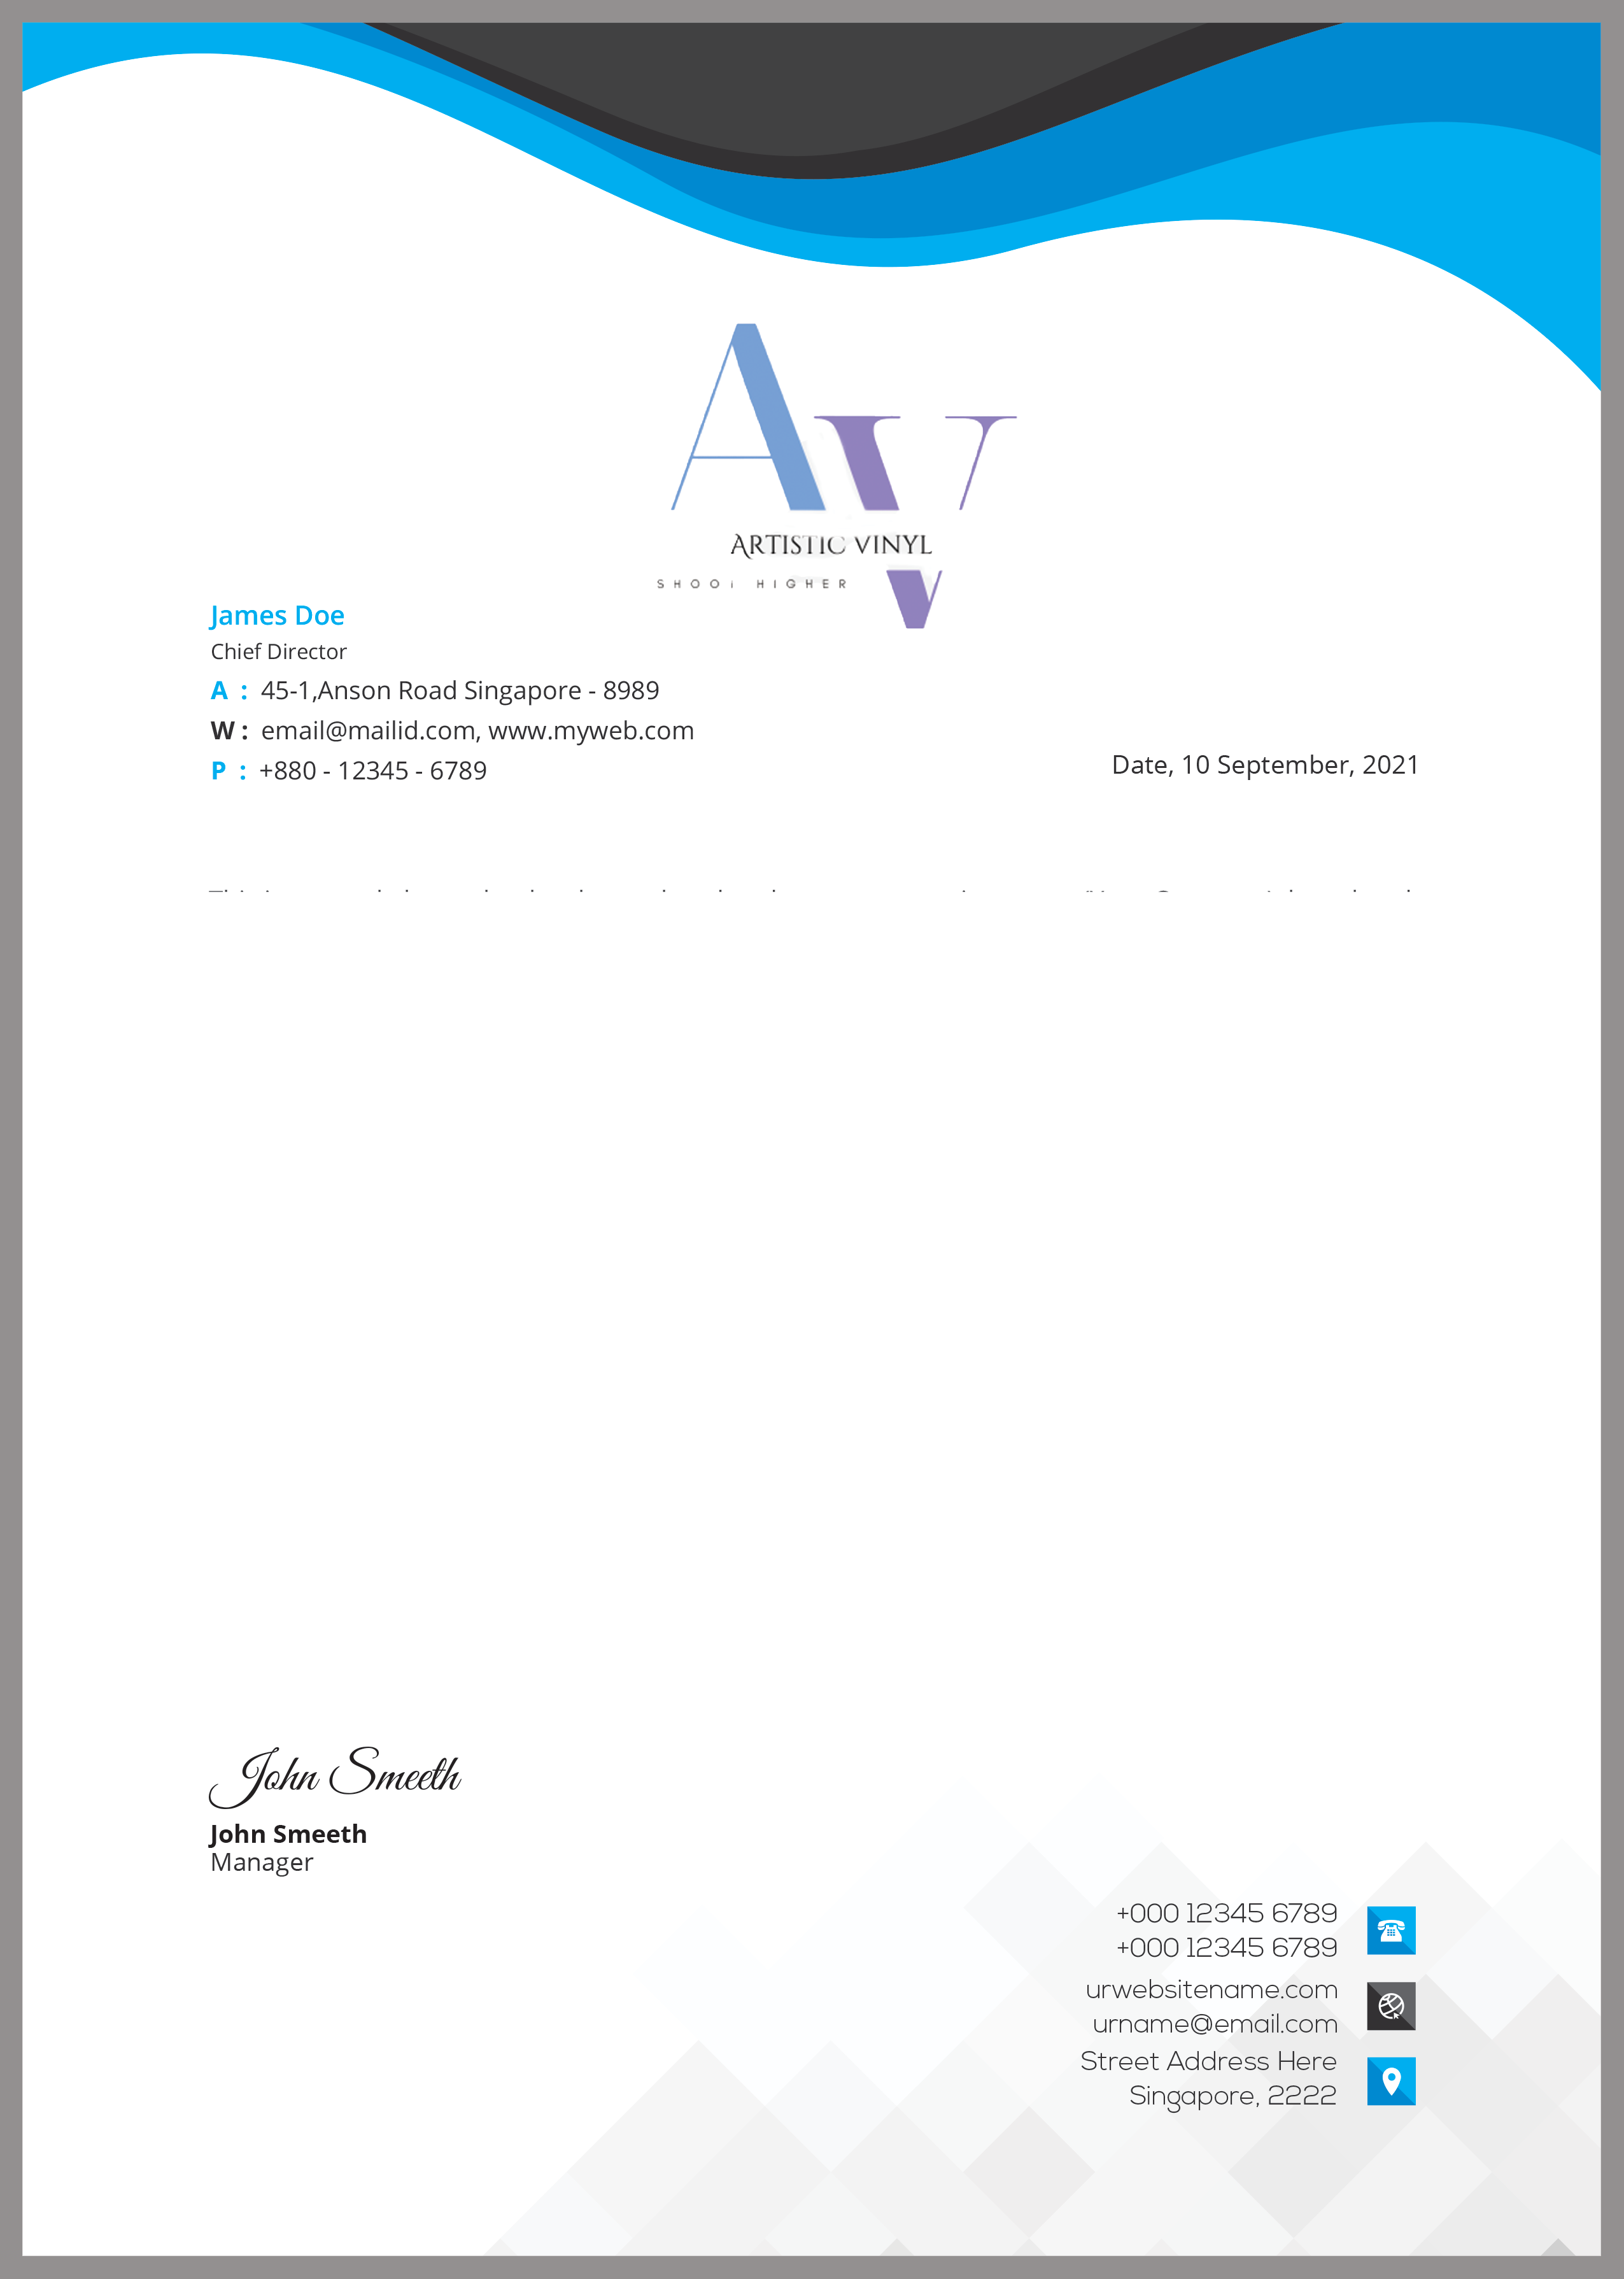 AV
ARTISTIC VINYL
SHOOT HIGHER
James Doe
Chief Director
A : 45-1,Anson Road Singapore - 8989
W : email@mailid.com, www.myweb.com
P : +880 - 12345 - 6789
Date, 10 September, 2021
John Smeeth
John Smeeth
Manager
+000 12345 6789
+000 12345 6789
urwebsitename.com
urname@email.com
Street Address Here
Singapore, 2222